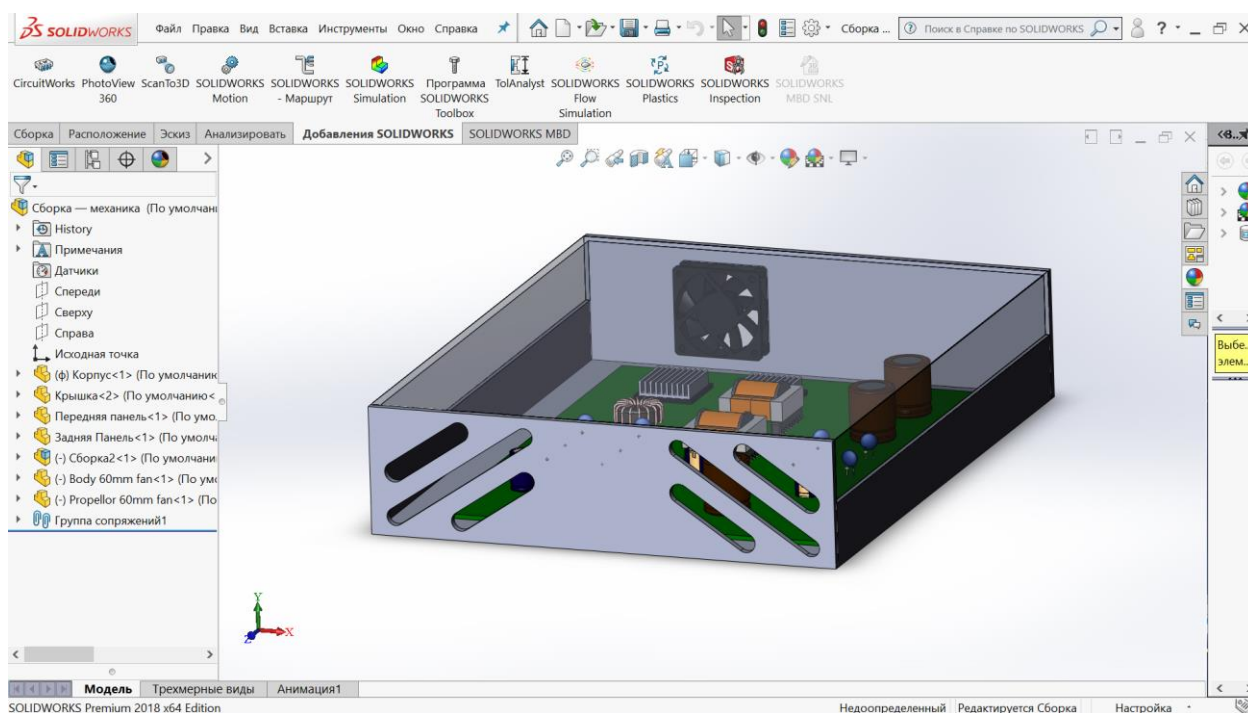 SOLIDWORKS Файл Правка Вид Вставка Инструменты Окно Справка Сборка ... Поиск в Справке по SOLIDWORKS ?
CircuitWorks PhotoView 360 ScanTo3D SOLIDWORKS Motion SOLIDWORKS - Маршрут SOLIDWORKS Simulation Программа SOLIDWORKS Toolbox TolAnalyst SOLIDWORKS Flow Simulation SOLIDWORKS Plastics SOLIDWORKS Inspection SOLIDWORKS MBD SNL
Сборка Расположение Эскиз Анализировать Добавления SOLIDWORKS SOLIDWORKS MBD
Сборка — механика (По умолчани
History
Примечания
Датчики
Спереди
Сверху
Справа
Исходная точка
(ф) Корпус<1> (По умолчанию
Крышка<2> (По умолчанию<
Передняя панель<1> (По умо.
Задняя Панель<1> (По умолч
(-) Сборка2<1> (По умолчани
(-) Body 60mm fan<1> (По умо
(-) Propellor 60mm fan<1> (По
Группа сопряжений1
Выбе..
элем..
Y
X
Z
Модель Трехмерные виды Анимация1
SOLIDWORKS Premium 2018 x64 Edition Недоопределенный Редактируется Сборка Настройка